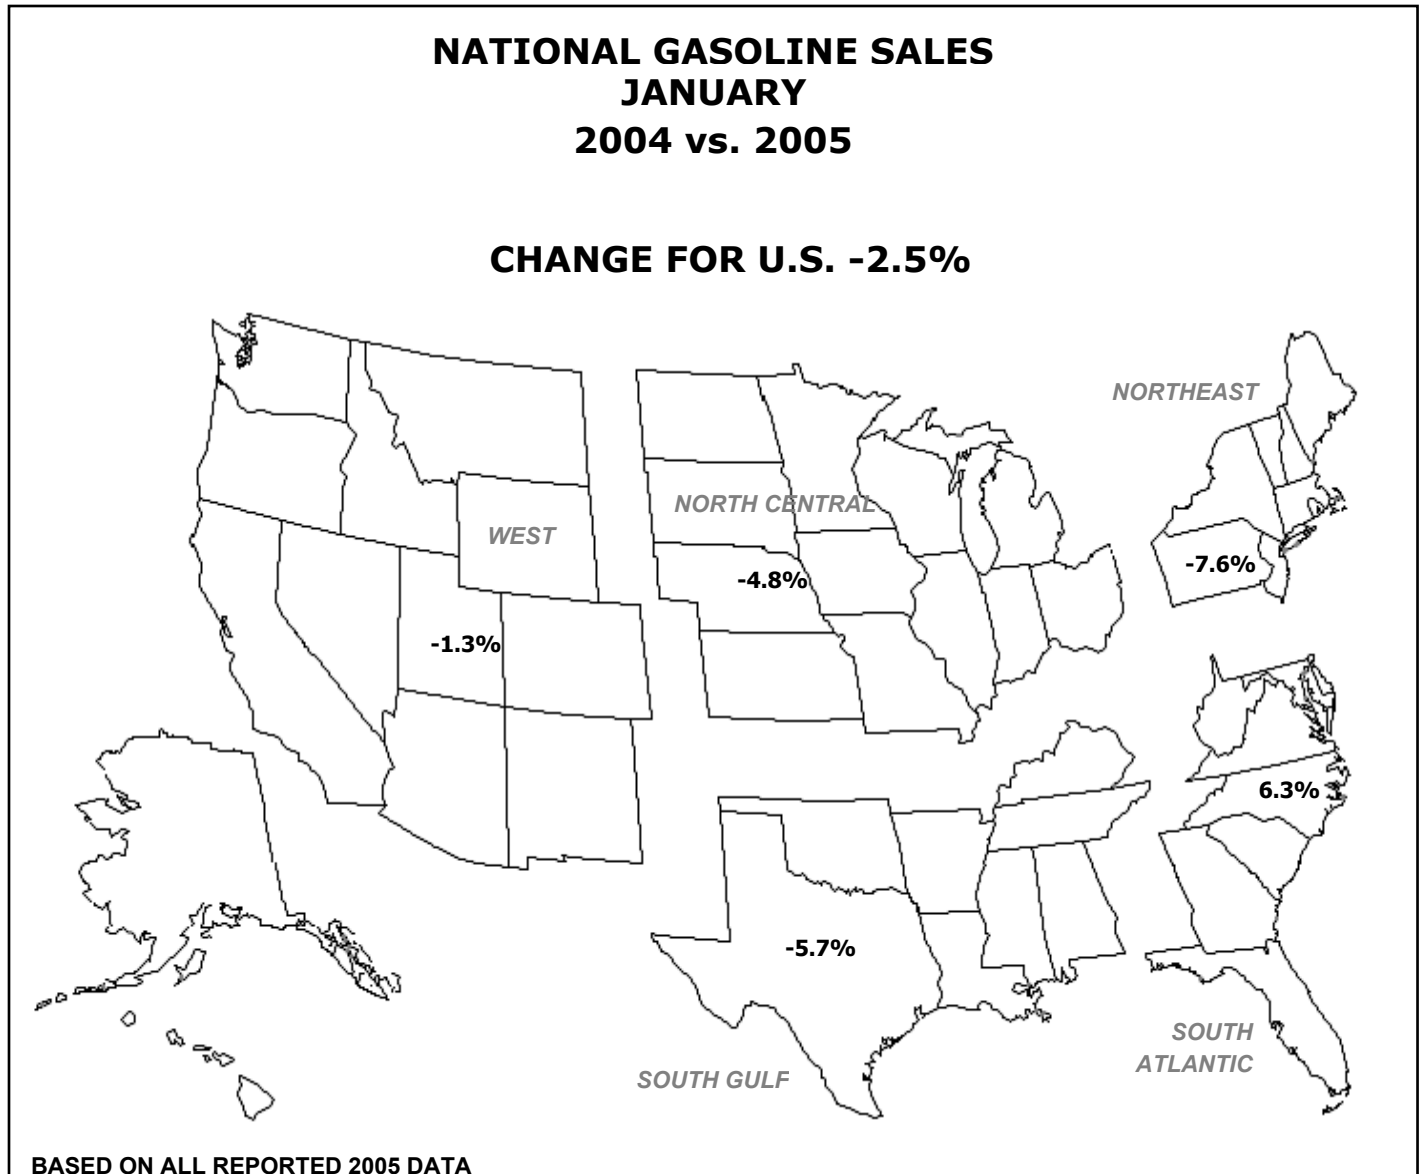 NATIONAL GASOLINE SALES
JANUARY
2004 vs. 2005
CHANGE FOR U.S. -2.5%
NORTHEAST
NORTH CENTRAL
WEST
-7.6%
-4.8%
-1.3%
6.3%
-5.7%
SOUTH
ATLANTIC
SOUTH GULF
BASED ON ALL REPORTED 2005 DATA